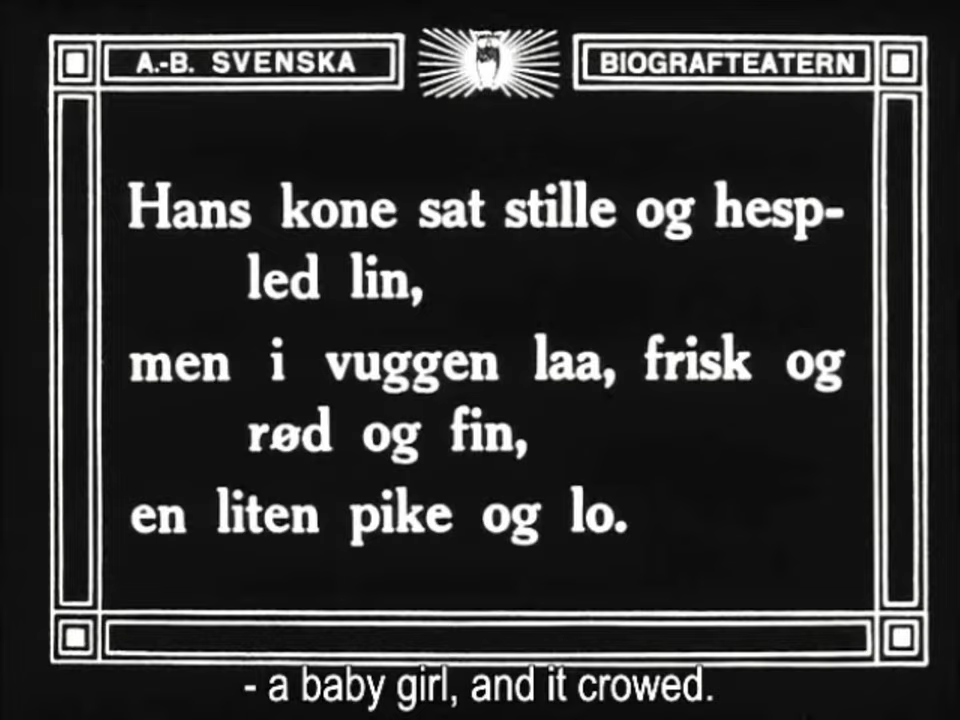 A.-B. SVENSKA BIOGRAFTEATERN
Hans kone sat stille og hesp-
led lin,
men i vuggen laa, frisk og
rød og fin,
en liten pike og lo.
- a baby girl, and it crowed.